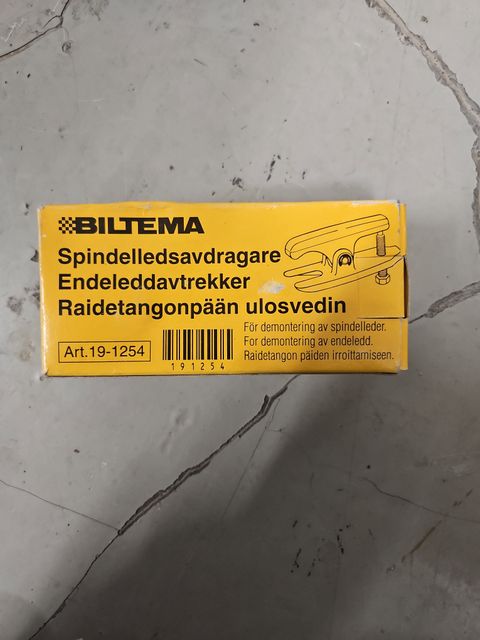 BILTEMA
Spindelledsavdragare
Endeleddavtrekker
Raidetangonpään ulosvedin
Art.19-1254
191254
För demontering av spindelleder.
For demontering av endeledd.
Raidetangon päiden irroittamiseen.